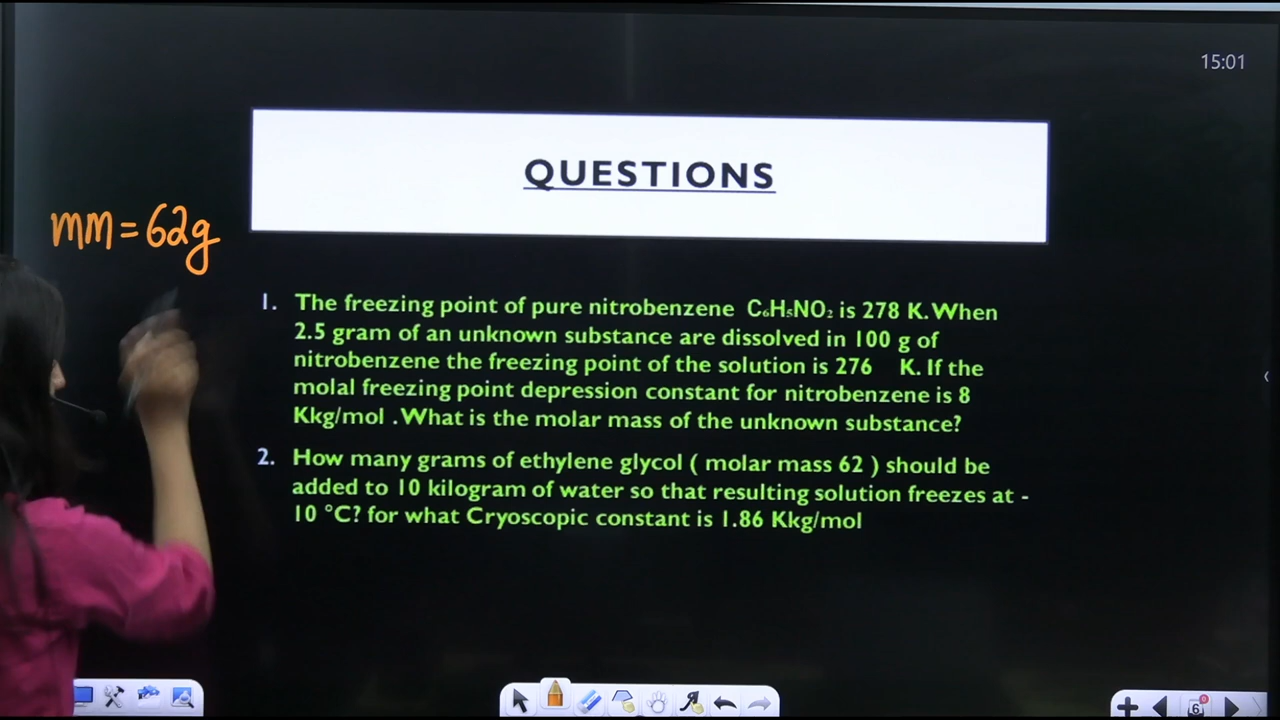 15:01
QUESTIONS
mm=62g
1. The freezing point of pure nitrobenzene C₆H₅NO₂ is 278 K. When
2.5 gram of an unknown substance are dissolved in 100 g of
nitrobenzene the freezing point of the solution is 276 K. If the
molal freezing point depression constant for nitrobenzene is 8
Kkg/mol .What is the molar mass of the unknown substance?
2. How many grams of ethylene glycol ( molar mass 62 ) should be
added to 10 kilogram of water so that resulting solution freezes at -
10 °C? for what Cryoscopic constant is 1.86 Kkg/mol
6